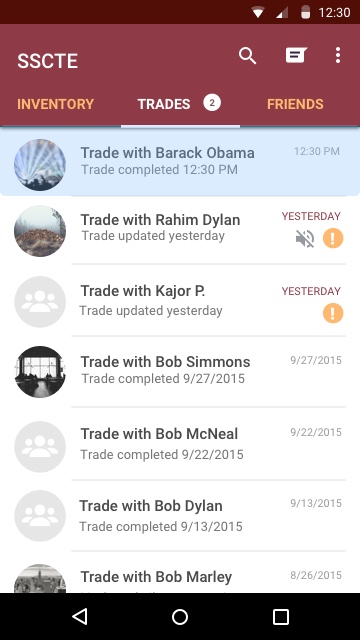 12:30
SSCTE
INVENTORY
TRADES 2
FRIENDS
Trade with Barack Obama 12:30 PM
Trade completed 12:30 PM
Trade with Rahim Dylan YESTERDAY
Trade updated yesterday
Trade with Kajor P. YESTERDAY
Trade updated yesterday
Trade with Bob Simmons 9/27/2015
Trade completed 9/27/2015
Trade with Bob McNeal 9/22/2015
Trade completed 9/22/2015
Trade with Bob Dylan 9/13/2015
Trade completed 9/13/2015
Trade with Bob Marley 8/26/2015